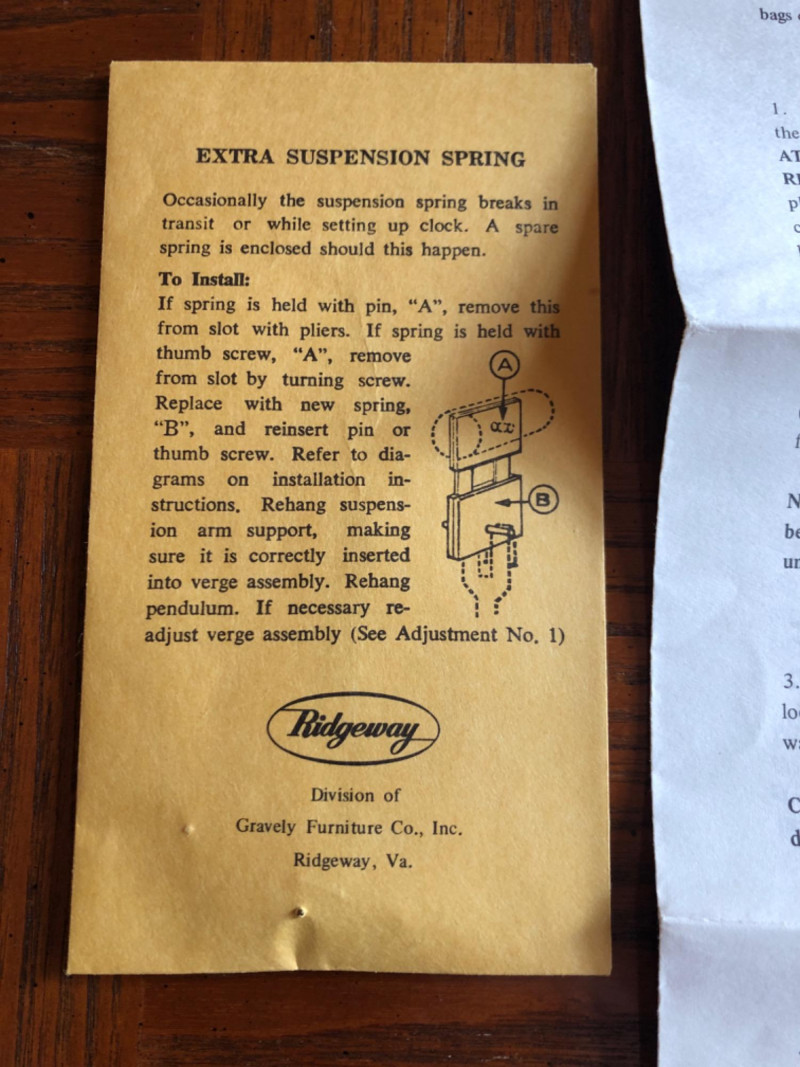 EXTRA SUSPENSION SPRING
Occasionally the suspension spring breaks in
transit or while setting up clock. A spare
spring is enclosed should this happen.
To Install:
If spring is held with pin, “A”, remove this
from slot with pliers. If spring is held with
thumb screw, “A”, remove
from slot by turning screw.
Replace with new spring,
“B”, and reinsert pin or
thumb screw. Refer to dia-
grams on installation in-
structions. Rehang suspens-
ion arm support, making
sure it is correctly inserted
into verge assembly. Rehang
pendulum. If necessary re-
adjust verge assembly (See Adjustment No. 1)
A
B
Ridgeway
Division of
Gravely Furniture Co., Inc.
Ridgeway, Va.
bags
1.
the
3.